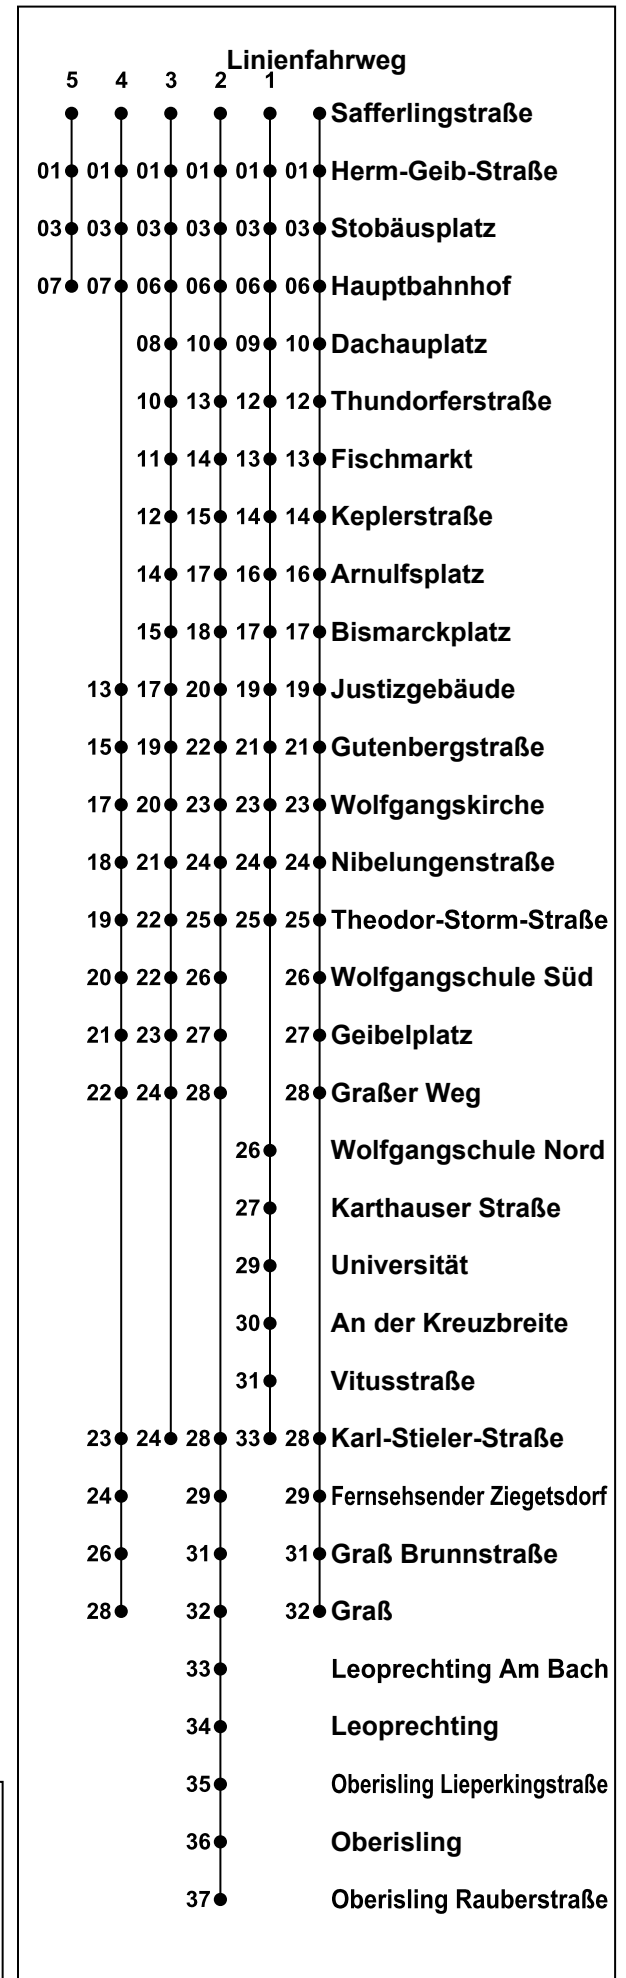 Linienfahrweg
5 4 3 2 1
Safferlingstraße
01 01 01 01 01 01 Herm-Geib-Straße
03 03 03 03 03 03 Stobäusplatz
07 07 06 06 06 06 Hauptbahnhof
08 10 09 10 Dachauplatz
10 13 12 12 Thundorferstraße
11 14 13 13 Fischmarkt
12 15 14 14 Keplerstraße
14 17 16 16 Arnulfsplatz
15 18 17 17 Bismarckplatz
13 17 20 19 19 Justizgebäude
15 19 22 21 21 Gutenbergstraße
17 20 23 23 23 Wolfgangskirche
18 21 24 24 24 Nibelungenstraße
19 22 25 25 25 Theodor-Storm-Straße
20 22 26 26 Wolfgangschule Süd
21 23 27 27 Geibelplatz
22 24 28 28 Graßer Weg
26 Wolfgangschule Nord
27 Karthauser Straße
29 Universität
30 An der Kreuzbreite
31 Vitusstraße
23 24 28 33 28 Karl-Stieler-Straße
24 29 29 Fernsehsender Ziegetsdorf
26 31 31 Graß Brunnstraße
28 32 32 Graß
33 Leoprechting Am Bach
34 Leoprechting
35 Oberisling Lieperkingstraße
36 Oberisling
37 Oberisling Rauberstraße